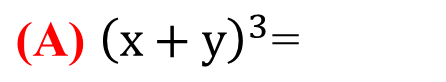 (A) (x + y)³=